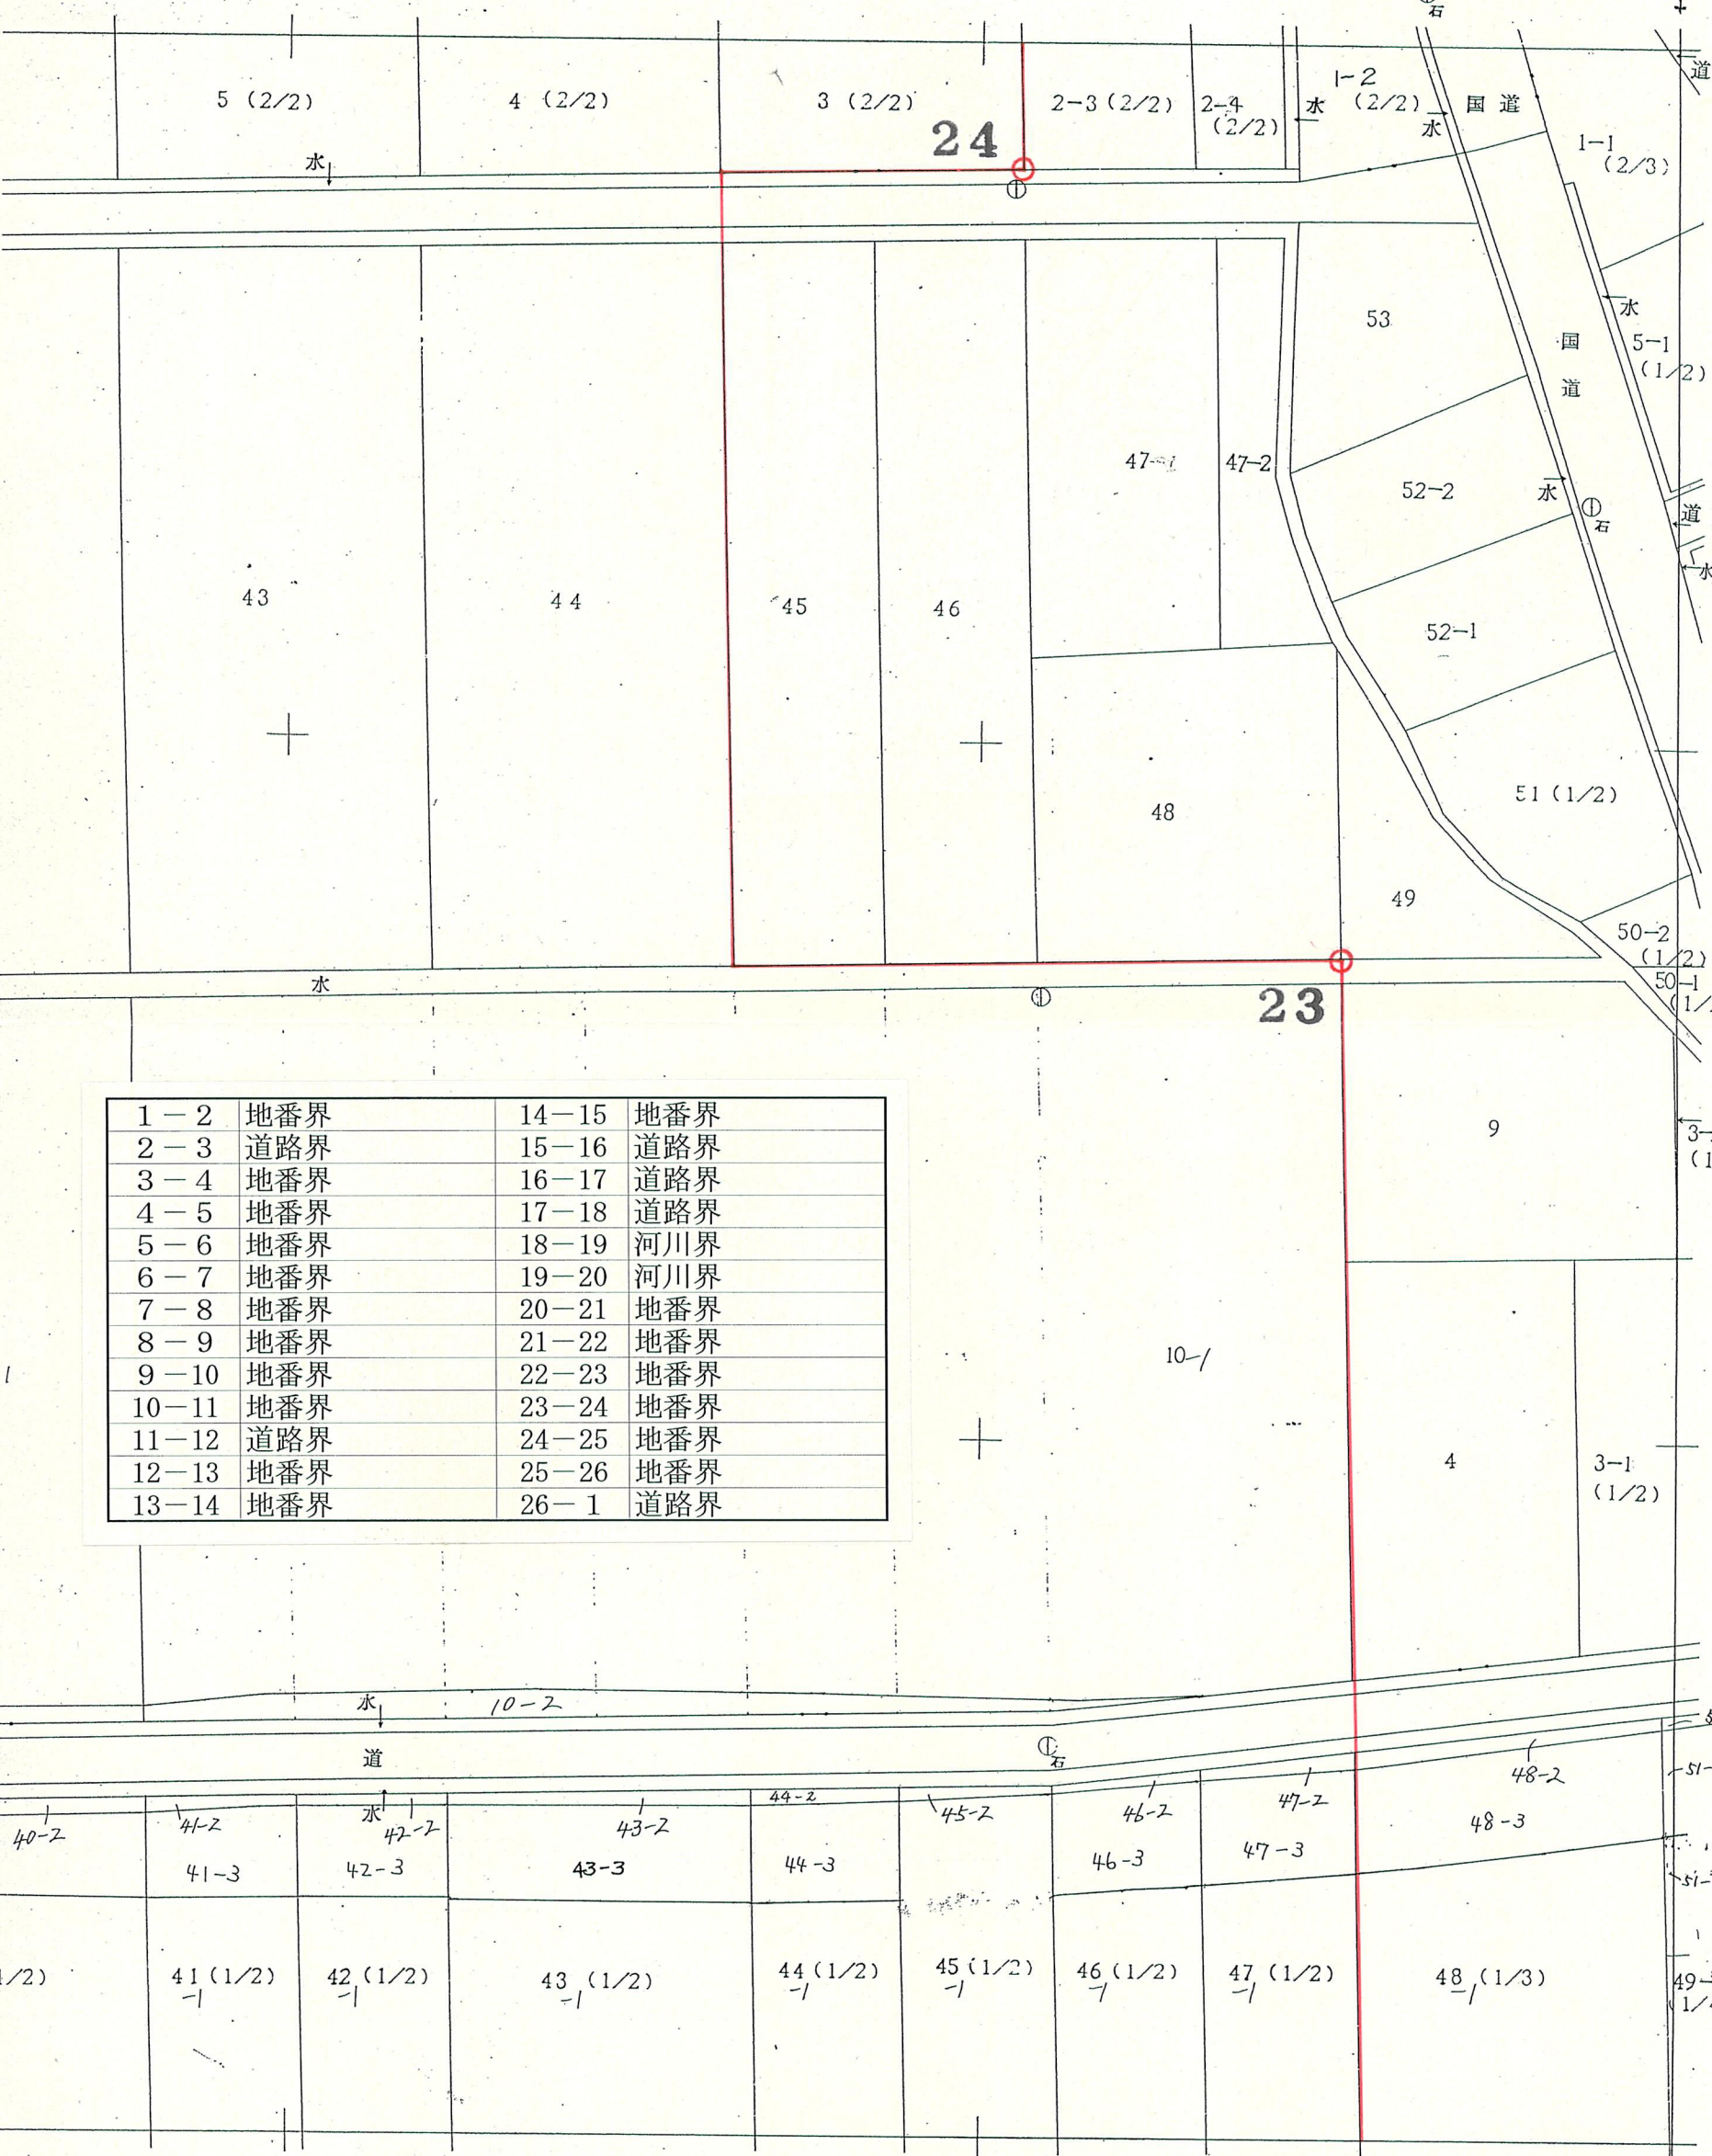 石
道
5 (2/2)
4 (2/2)
3 (2/2)
2-3 (2/2)
2-4
(2/2)
水
1-2
(2/2)
水
国道
1-1
(2/3)
24
水
53
水
国
道
5-1
(1/2)
47-1
47-2
52-2
水
石
道
水
43
44
45
46
52-1
48
51 (1/2)
49
50-2
(1/2)
50-1
水
23
9
1-2 地番界 14-15 地番界
2-3 道路界 15-16 道路界
3-4 地番界 16-17 道路界
4-5 地番界 17-18 道路界
5-6 地番界 18-19 河川界
6-7 地番界 19-20 河川界
7-8 地番界 20-21 地番界
8-9 地番界 21-22 地番界
9-10 地番界 22-23 地番界
10-11 地番界 23-24 地番界
11-12 道路界 24-25 地番界
12-13 地番界 25-26 地番界
13-14 地番界 26-1 道路界
10-1
4
3-1
(1/2)
水
10-2
道
石
40-2
41-2
水
42-2
43-2
44-2
45-2
46-2
47-2
48-2
41-3
42-3
43-3
44-3
46-3
47-3
48-3
41 (1/2)
-1
42 (1/2)
-1
43 (1/2)
-1
44 (1/2)
-1
45 (1/2)
-1
46 (1/2)
-1
47 (1/2)
-1
48 (1/3)
-1